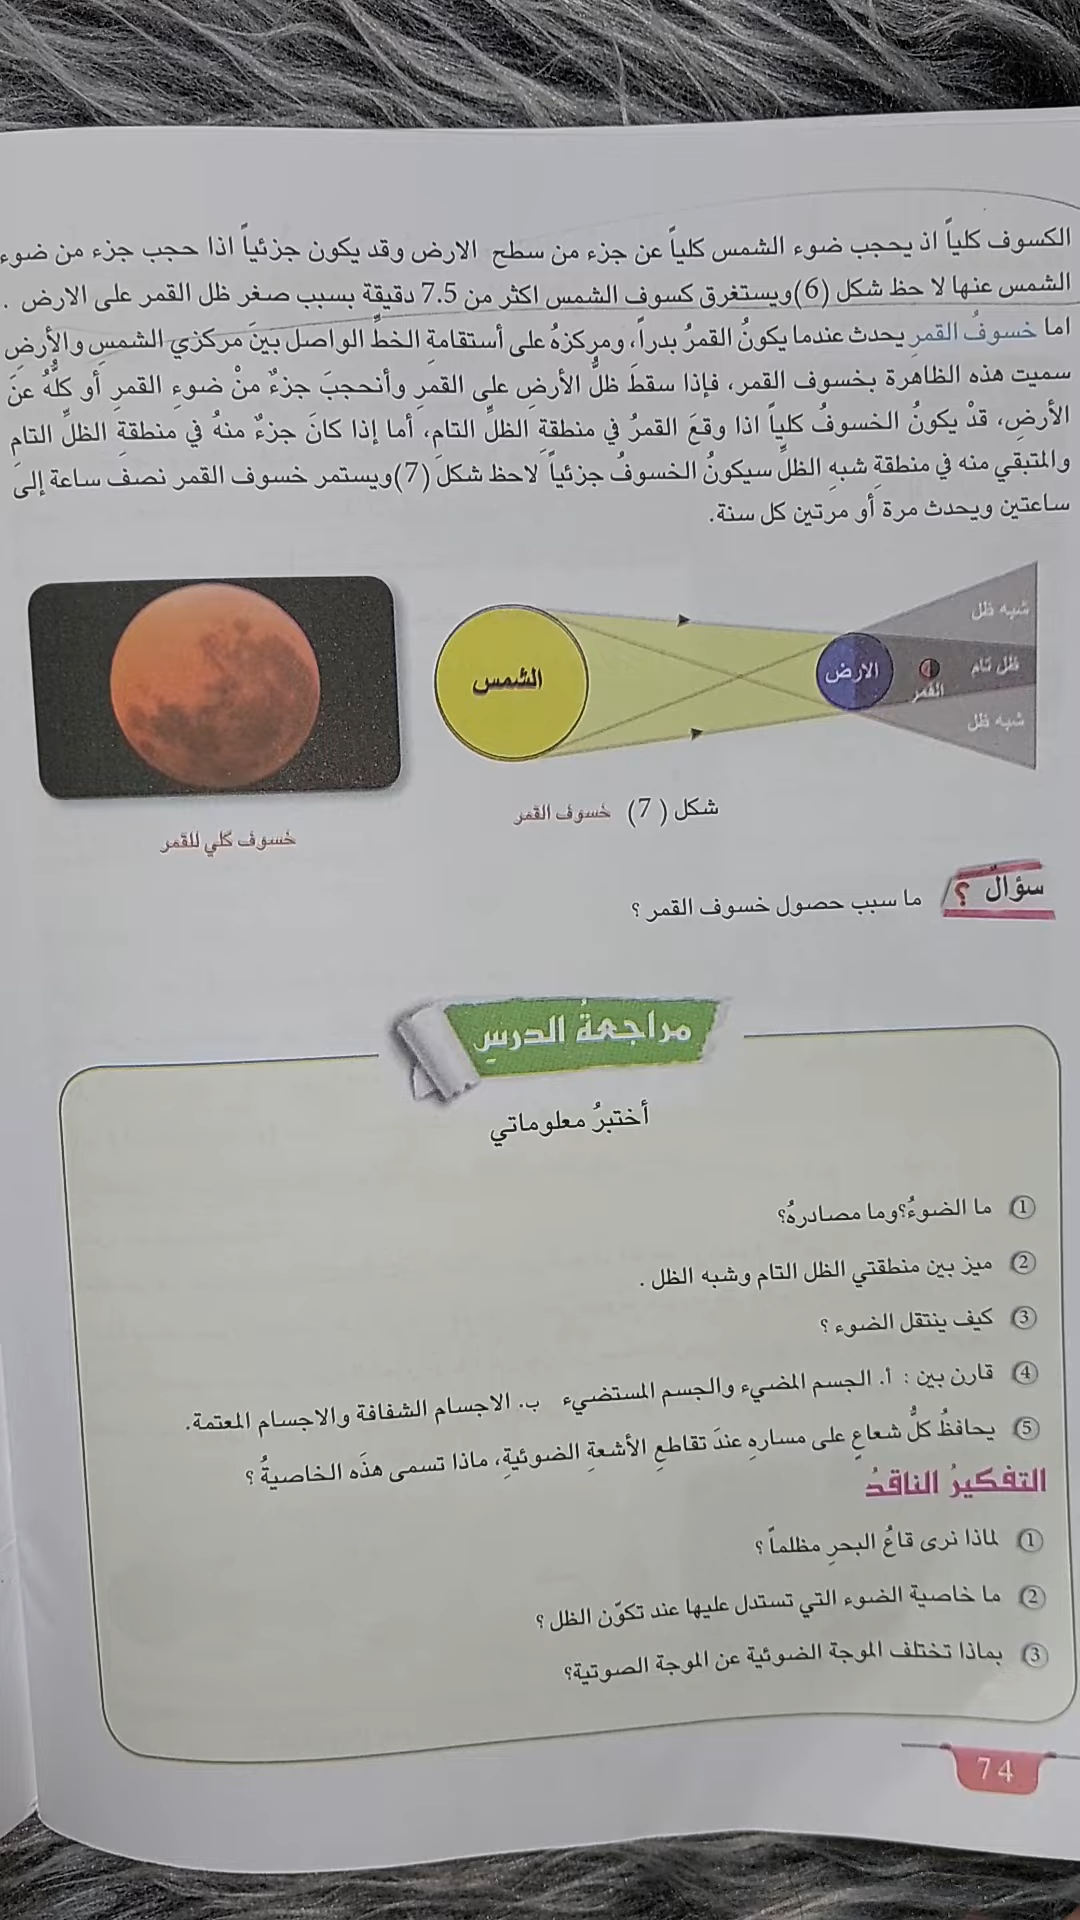 الكسوف كلياً اذ يحجب ضوء الشمس كلياً عن جزء من سطح الارض وقد يكون جزئياً اذا حجب جزء من ضوء
الشمس عنها لا حظ شكل (6)ويستغرق كسوف الشمس اكثر من 7.5 دقيقة بسبب صغر ظل القمر على الارض .
اما خسوفُ القمرِ يحدث عندما يكونُ القمرُ بدراً، ومركزهُ على أستقامةِ الخطِّ الواصل بينَ مركزي الشمسِ والأرضِ
سميت هذه الظاهرة بخسوف القمر، فإذا سقطَ ظلُّ الأرضِ على القمرِ وأنحجبَ جزءٌ منْ ضوءِ القمرِ أو كلُّهُ عنَ
الأرضِ، قدْ يكونُ الخسوفُ كلياً اذا وقعَ القمرُ في منطقةِ الظلِّ التامِ، أما إذا كانَ جزءٌ منهُ في منطقةِ الظلِّ التامِ
والمتبقي منه في منطقةِ شبهِ الظلِّ سيكونُ الخسوفُ جزئياً لاحظ شكل (7)ويستمر خسوف القمر نصف ساعة إلى
ساعتين ويحدث مرة أو مرتين كل سنة.
الشمس
الارض
القمر
شبه ظل
ظل تام
شبه ظل
شكل (7) خسوف القمر
خسوف كلي للقمر
سؤال ؟ ما سبب حصول خسوف القمر ؟
مراجعةُ الدرسِ
أختبرُ معلوماتي
1 ما الضوءُ؟وما مصادرهُ؟
2 ميز بين منطقتي الظل التام وشبه الظل .
3 كيف ينتقل الضوء ؟
4 قارن بين : أ. الجسم المضيء والجسم المستضيء ب. الاجسام الشفافة والاجسام المعتمة.
5 يحافظُ كلُّ شعاعٍ على مسارهِ عندَ تقاطعِ الأشعةِ الضوئيةِ، ماذا تسمى هذَه الخاصيةُ ؟
التفكيرُ الناقدُ
1 لماذا نرى قاعُ البحرِ مظلماً ؟
2 ما خاصية الضوء التي تستدل عليها عند تكوّن الظل ؟
3 بماذا تختلف الموجة الضوئية عن الموجة الصوتية؟
74